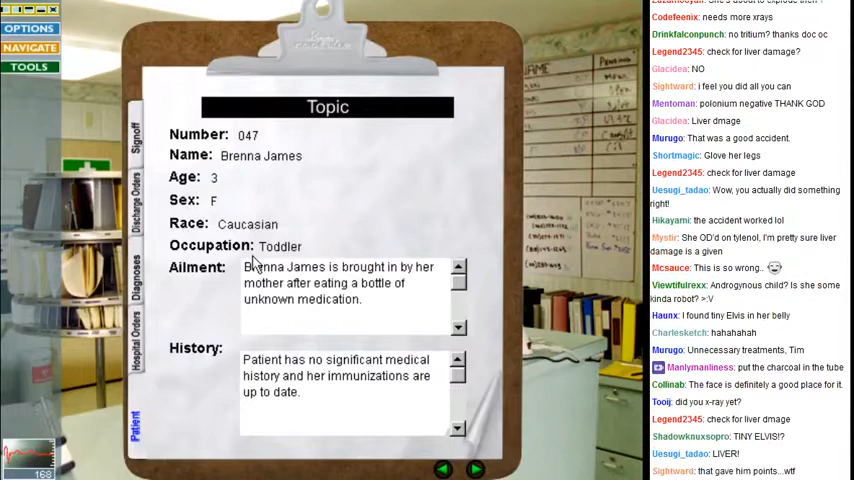 OPTIONS
NAVIGATE
TOOLS
Topic
Number: 047
Name: Brenna James
Age: 3
Sex: F
Race: Caucasian
Occupation: Toddler
Ailment: Brenna James is brought in by her
mother after eating a bottle of
unknown medication.
History: Patient has no significant medical
history and her immunizations are
up to date.
Signoff
Discharge Orders
Diagnoses
Hospital Orders
Patient
168
Codefeenix: needs more xrays
Drinkfalconpunch: no tritium? thanks doc oc
Legend2345: check for liver damage?
Glacidea: NO
Sightward: i feel you did all you can
Mentoman: polonium negative THANK GOD
Glacidea: Liver dmage
Murugo: That was a good accident.
Shortmagic: Glove her legs
Legend2345: check for liver damage
Uesugi_tadao: Wow, you actually did something
right!
Hikayami: the accident worked lol
Mystir: She OD'd on tylenol, I'm pretty sure liver
damage is a given
Mcsauce: This is so wrong..
Viewtifulrexx: Androgynous child? Is she some
kinda robot? >:V
Haunx: I found tiny Elvis in her belly
Charlesketch: hahahahah
Murugo: Unnecessary treatments, Tim
Manlymanliness: put the charcoal in the tube
Collinab: The face is definitely a good place for it.
Tooij: did you x-ray yet?
Legend2345: check for liver dmage
Shadowknuxsopro: TINY ELVIS!?
Uesugi_tadao: LIVER!
Sightward: that gave him points...wtf